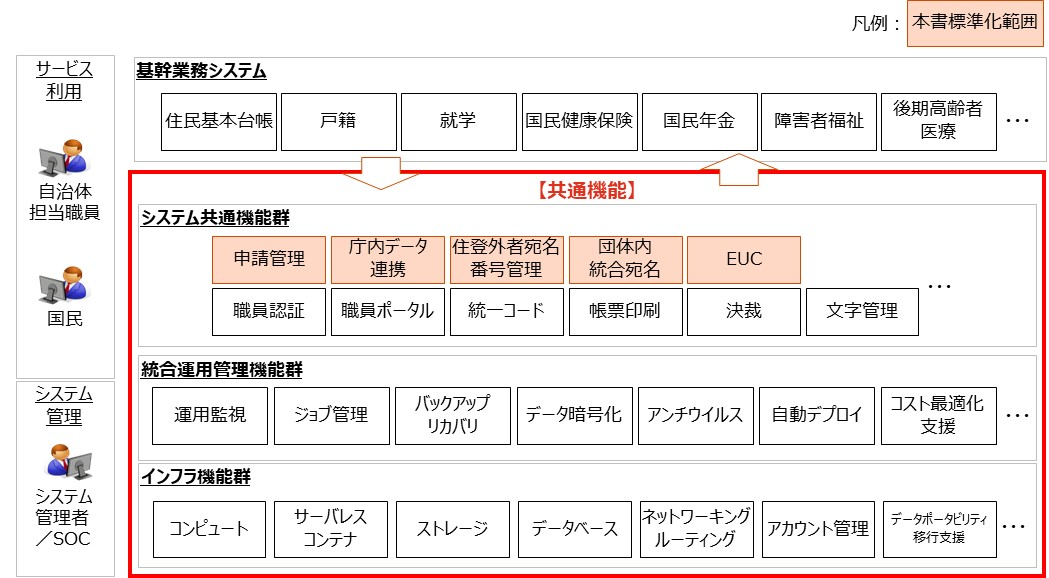 凡例：
本書標準化範囲
サービス
利用
自治体
担当職員
国民
システム
管理
システム
管理者
／SOC
基幹業務システム
住民基本台帳
戸籍
就学
国民健康保険
国民年金
障害者福祉
後期高齢者
医療
…
【共通機能】
システム共通機能群
申請管理
庁内データ
連携
住登外者宛名
番号管理
団体内
統合宛名
EUC
職員認証
職員ポータル
統一コード
帳票印刷
決裁
文字管理
…
統合運用管理機能群
運用監視
ジョブ管理
バックアップ
リカバリ
データ暗号化
アンチウイルス
自動デプロイ
コスト最適化
支援
…
インフラ機能群
コンピュート
サーバレス
コンテナ
ストレージ
データベース
ネットワーキング
ルーティング
アカウント管理
データポータビリティ
移行支援
…